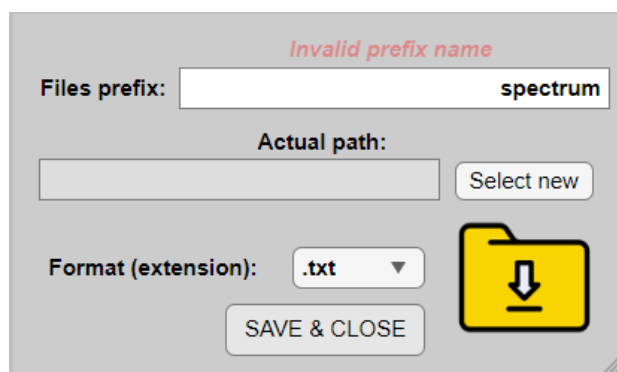 Invalid prefix name
Files prefix: spectrum
Actual path:
Select new
Format (extension): .txt
SAVE & CLOSE